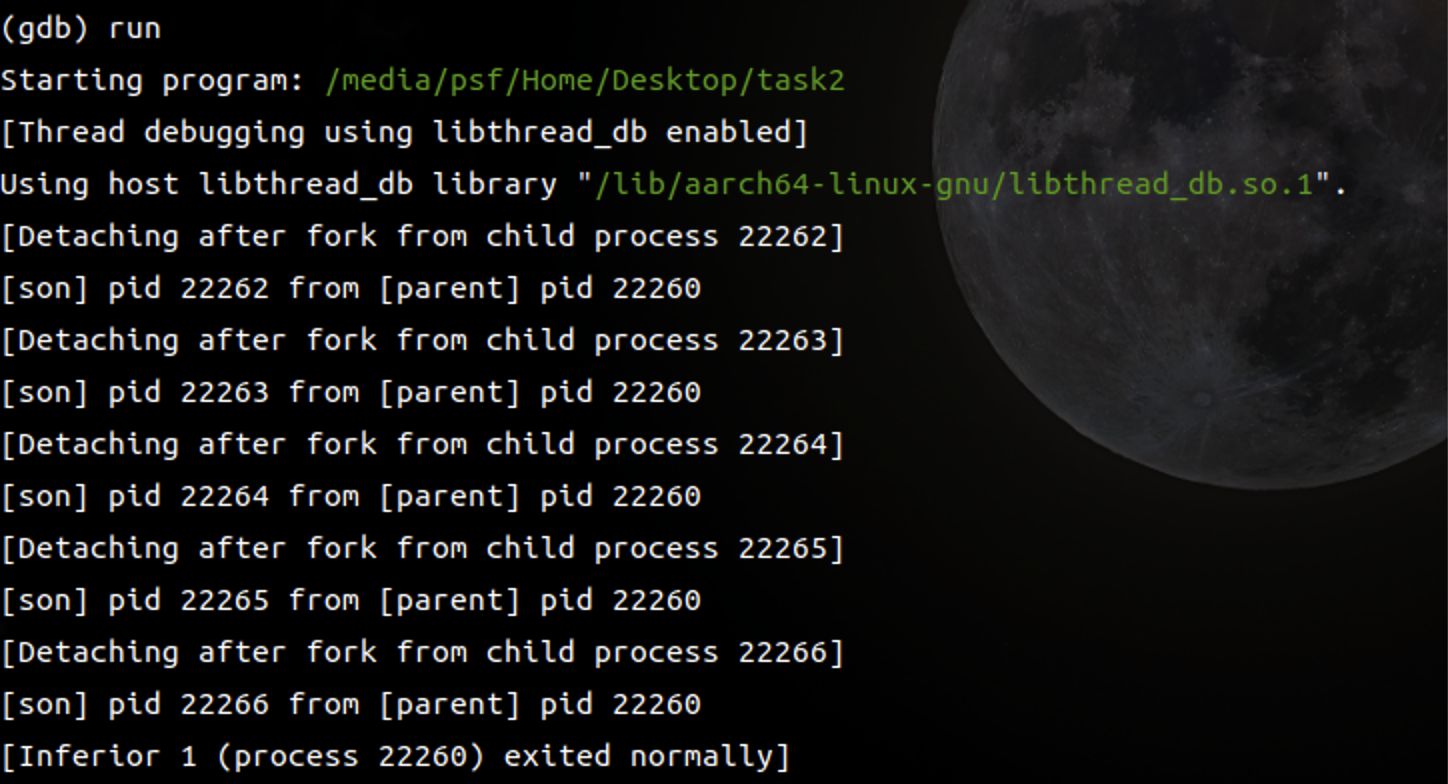 (gdb) run
Starting program: /media/psf/Home/Desktop/task2
[Thread debugging using libthread_db enabled]
Using host libthread_db library "/lib/aarch64-linux-gnu/libthread_db.so.1".
[Detaching after fork from child process 22262]
[son] pid 22262 from [parent] pid 22260
[Detaching after fork from child process 22263]
[son] pid 22263 from [parent] pid 22260
[Detaching after fork from child process 22264]
[son] pid 22264 from [parent] pid 22260
[Detaching after fork from child process 22265]
[son] pid 22265 from [parent] pid 22260
[Detaching after fork from child process 22266]
[son] pid 22266 from [parent] pid 22260
[Inferior 1 (process 22260) exited normally]